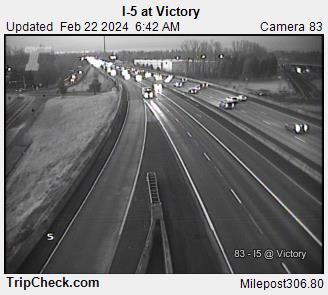 I-5 at Victory
Updated Feb 22 2024 6:42 AM Camera 83
S
83 - I5 @ Victory
TripCheck.com Milepost306.80